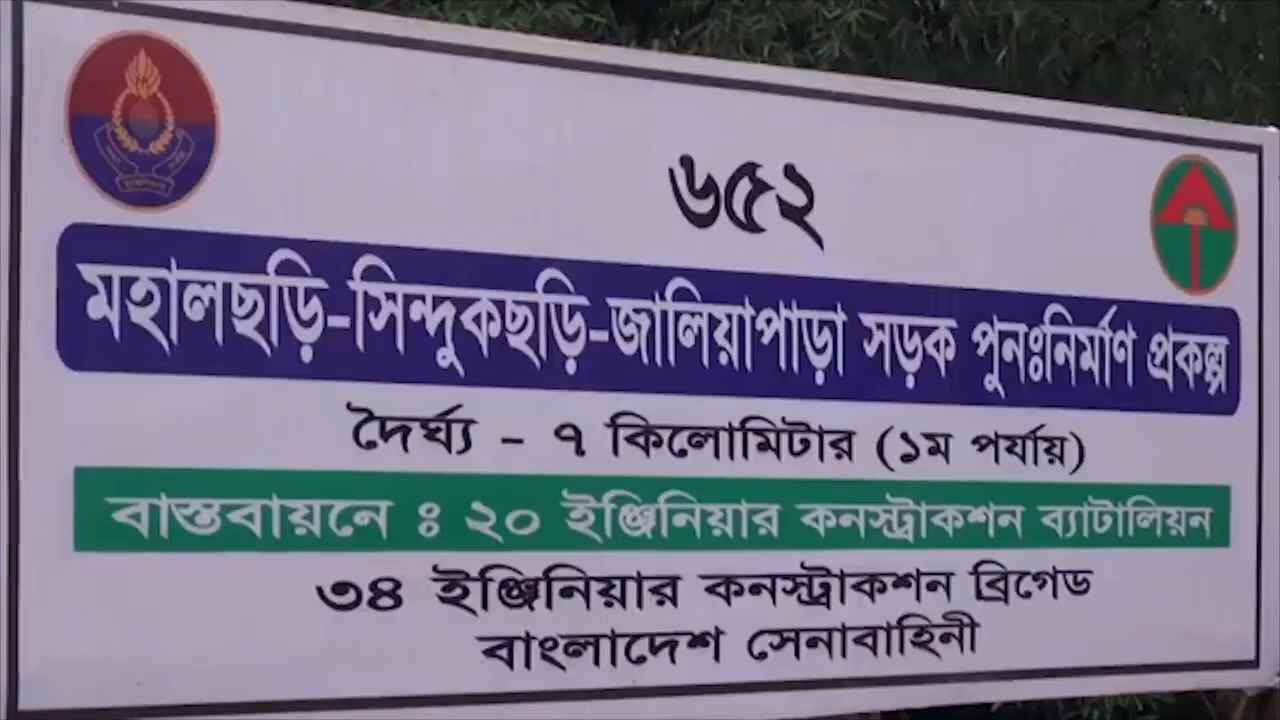 ৬৫২
মহালছড়ি-সিন্দুকছড়ি-জালিয়াপাড়া সড়ক পুনঃনির্মাণ প্রকল্প
দৈর্ঘ্য - ৭ কিলোমিটার (১ম পর্যায়)
বাস্তবায়নে ঃ ২০ ইঞ্জিনিয়ার কনস্ট্রাকশন ব্যাটালিয়ন
৩৪ ইঞ্জিনিয়ার কনস্ট্রাকশন ব্রিগেড
বাংলাদেশ সেনাবাহিনী